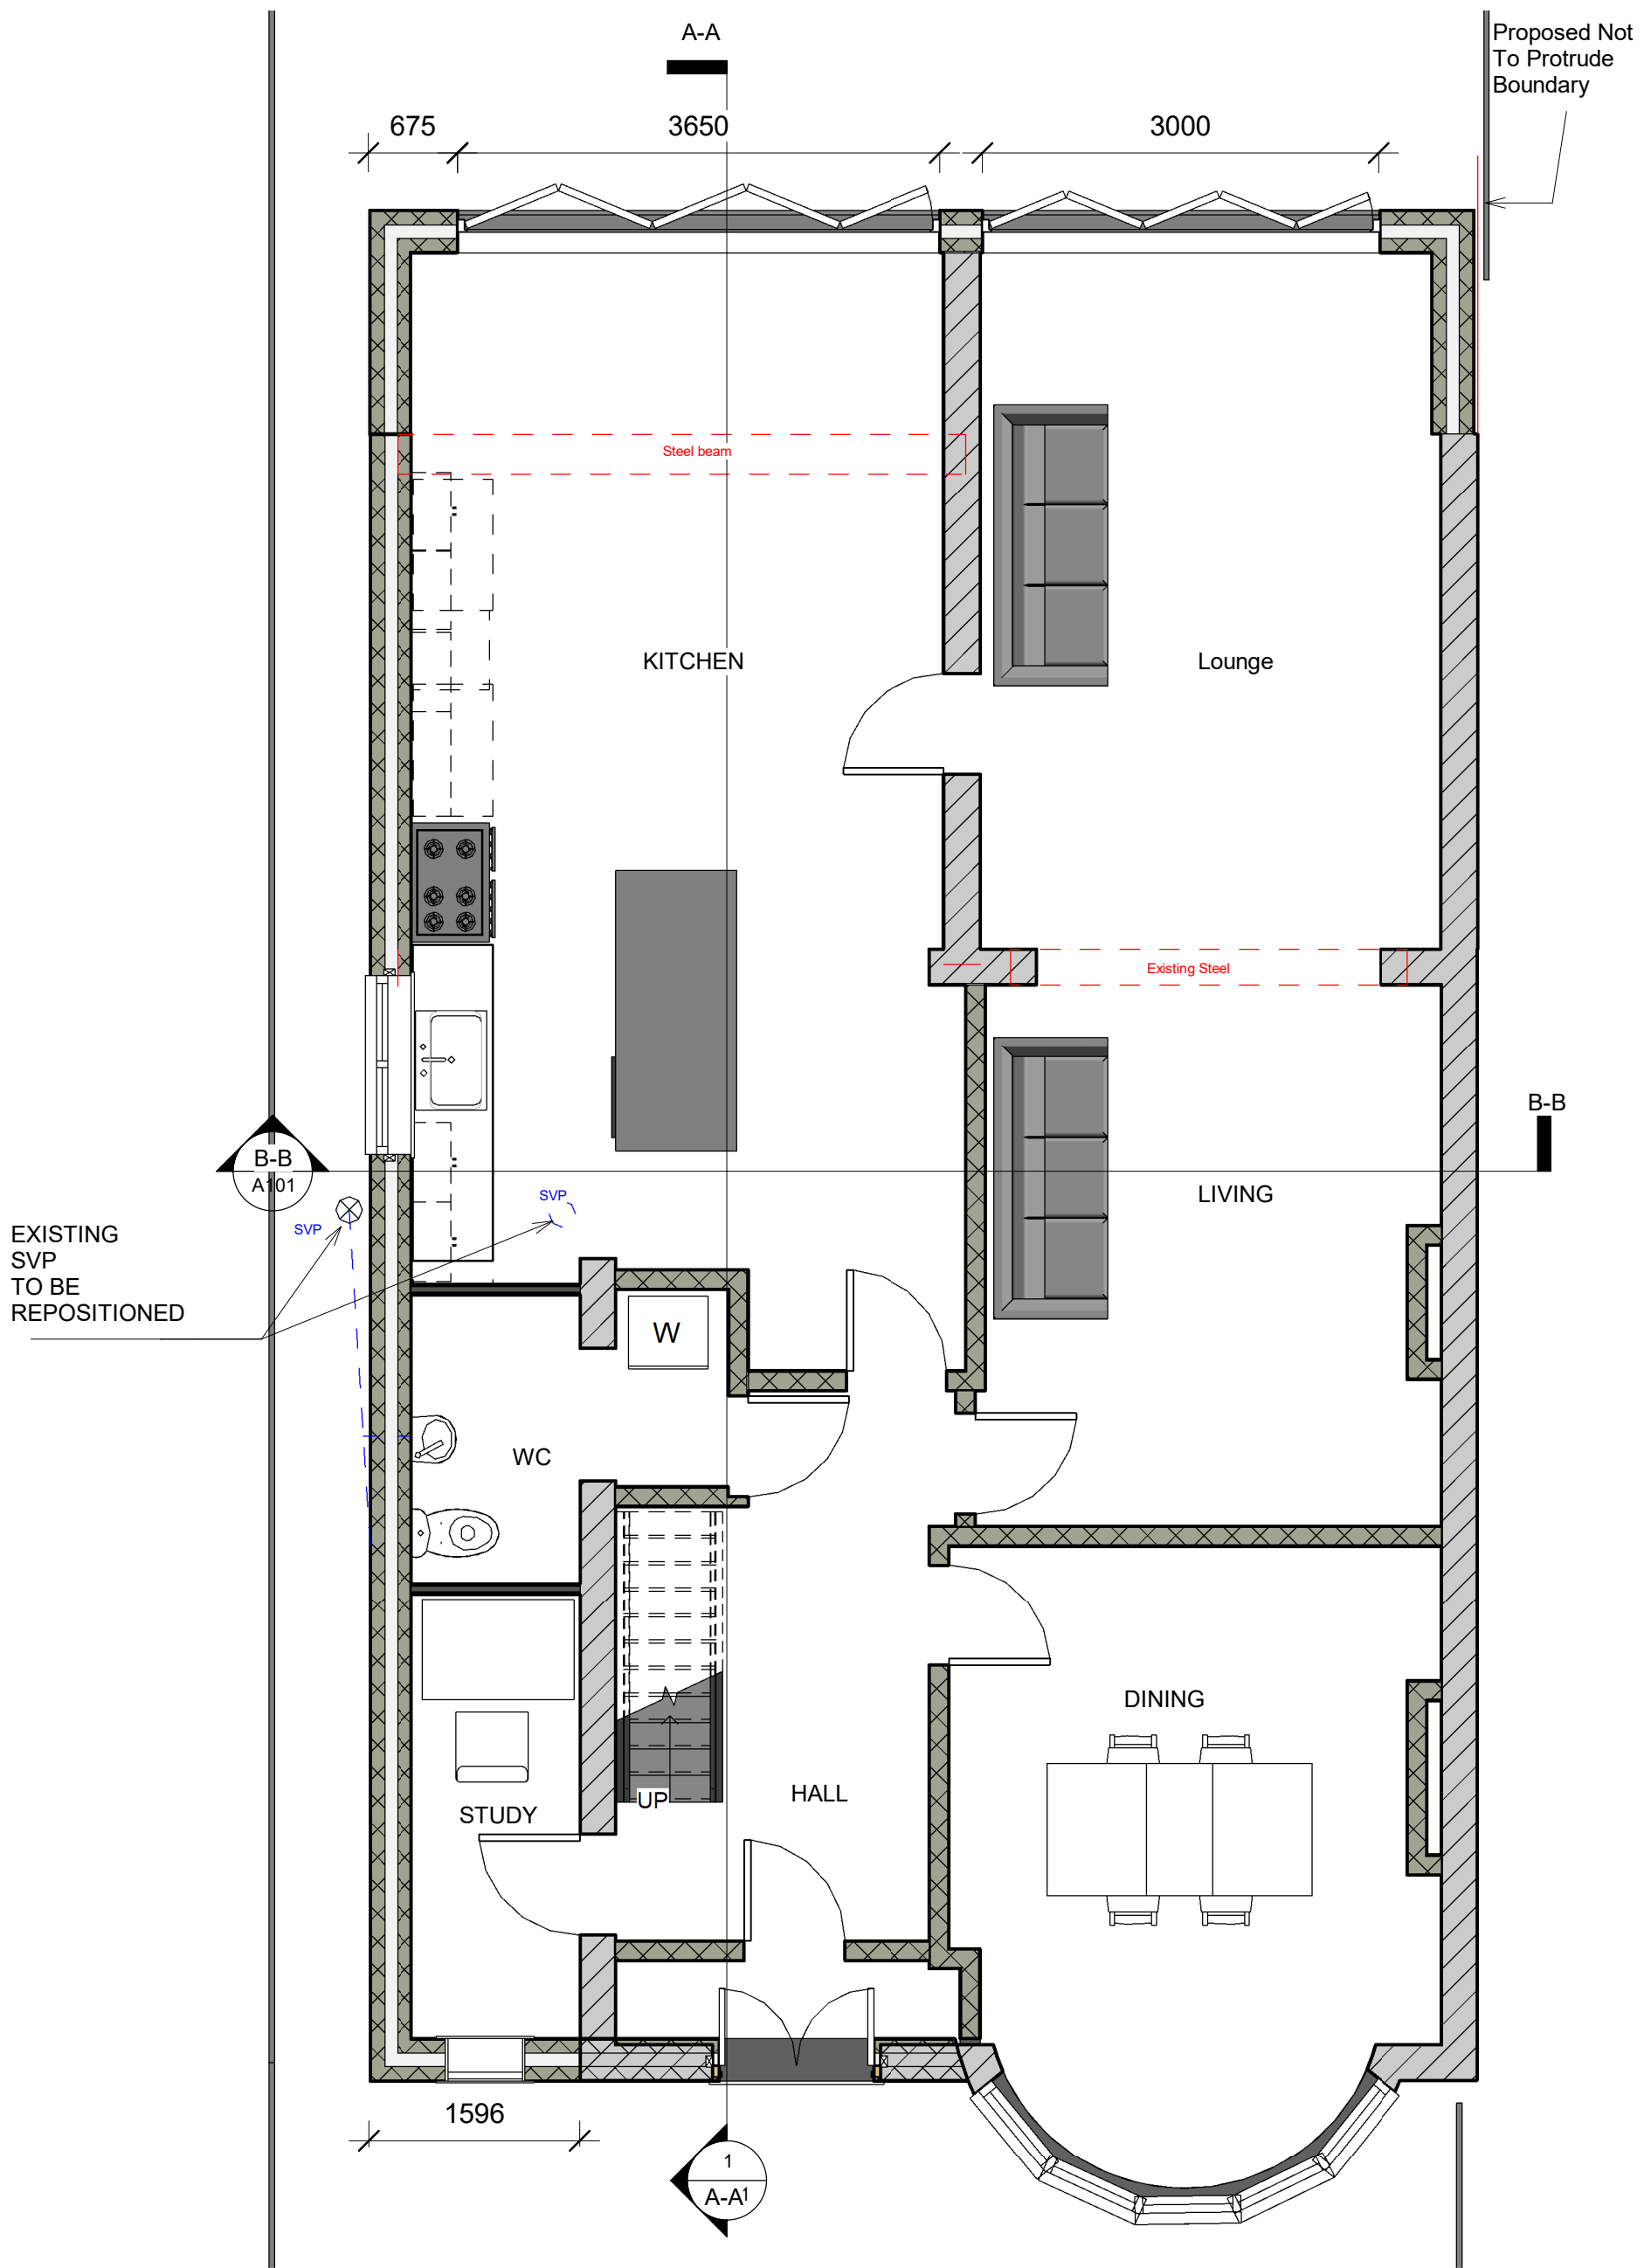 A-A
Proposed Not
To Protrude
Boundary
675
3650
3000
Steel beam
KITCHEN
Lounge
Existing Steel
B-B
B-B
A101
SVP
SVP
LIVING
EXISTING
SVP
TO BE
REPOSITIONED
W
WC
DINING
UP
HALL
STUDY
1596
1
A-A1